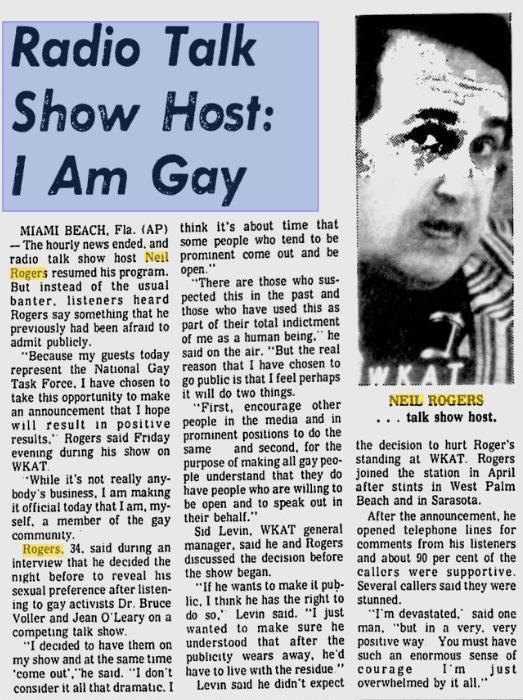 Radio Talk
Show Host:
I Am Gay
MIAMI BEACH, Fla. (AP)
— The hourly news ended, and
radio talk show host Neil
Rogers resumed his program.
But instead of the usual
banter, listeners heard
Rogers say something that he
previously had been afraid to
admit publicly.
"Because my guests today
represent the National Gay
Task Force, I have chosen to
take this opportunity to make
an announcement that I hope
will result in positive
results," Rogers said Friday
evening during his show on
WKAT.
"While it's not really any-
body's business, I am making
it official today that I am, my-
self, a member of the gay
community.
Rogers, 34, said during an
interview that he decided the
night before to reveal his
sexual preference after listen-
ing to gay activists Dr. Bruce
Voller and Jean O'Leary on a
competing talk show.
"I decided to have them on
my show and at the same time
'come out',"he said. "I don't
consider it all that dramatic. I
think it's about time that
some people who tend to be
prominent come out and be
open."
"There are those who sus-
pected this in the past and
those who have used this as
part of their total indictment
of me as a human being," he
said on the air. "But the real
reason that I have chosen to
go public is that I feel perhaps
it will do two things.
"First, encourage other
people in the media and in
prominent positions to do the
same and second, for the
purpose of making all gay peo-
ple understand that they do
have people who are willing to
be open and to speak out in
their behalf."
Sid Levin, WKAT general
manager, said he and Rogers
discussed the decision before
the show began.
"If he wants to make it pub-
lic, I think he has the right to
do so," Levin said. "I just
wanted to make sure he
understood that after the
publicity wears away, he'd
have to live with the residue "
Levin said he didn't expect
WKAT
NEIL ROGERS
. . . talk show host.
the decision to hurt Roger's
standing at WKAT. Rogers
joined the station in April
after stints in West Palm
Beach and in Sarasota.
After the announcement, he
opened telephone lines for
comments from his listeners
and about 90 per cent of the
callers were supportive.
Several callers said they were
stunned.
"I'm devastated,' said one
man, "but in a very, very
positive way You must have
such an enormous sense of
courage I'm just
overwhelmed by it all."